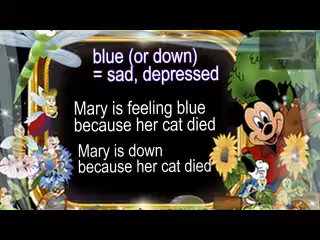 blue (or down)
= sad, depressed
Mary is feeling blue
because her cat died
Mary is down
because her cat died